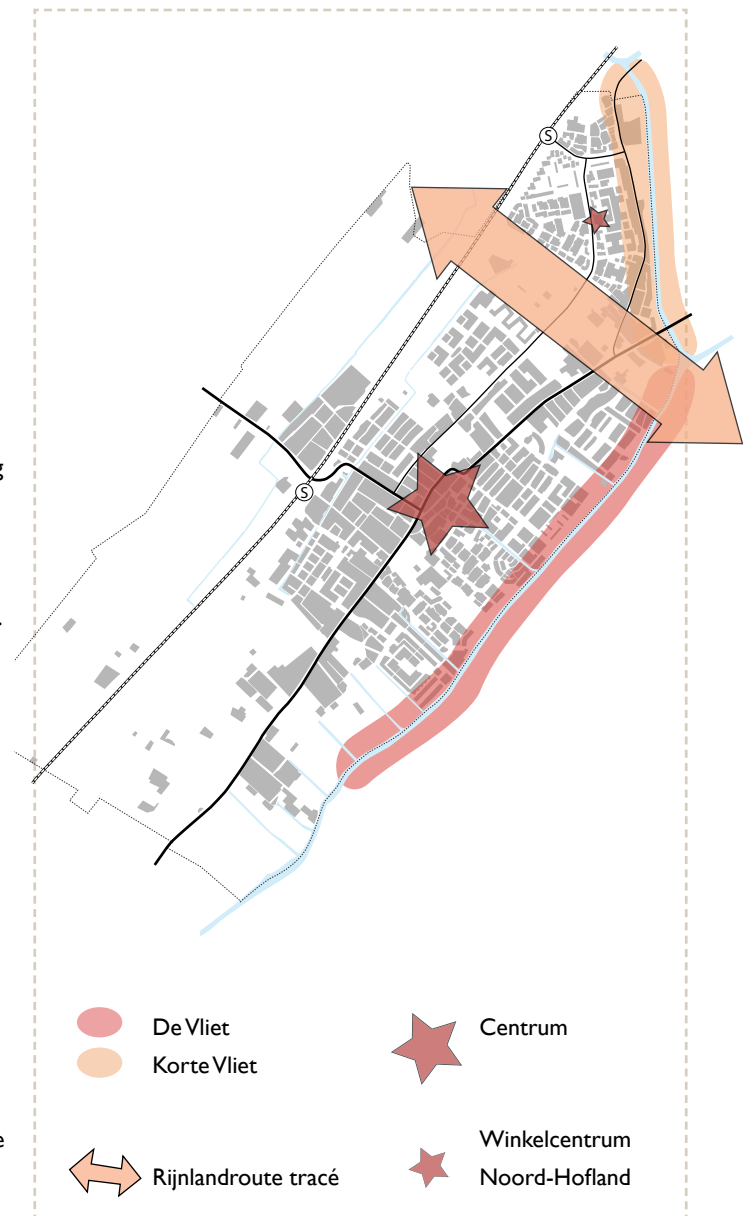 S
g
S
.
De Vliet
Centrum
Korte Vliet
e
Winkelcentrum
Rijnlandroute tracé
Noord-Hofland